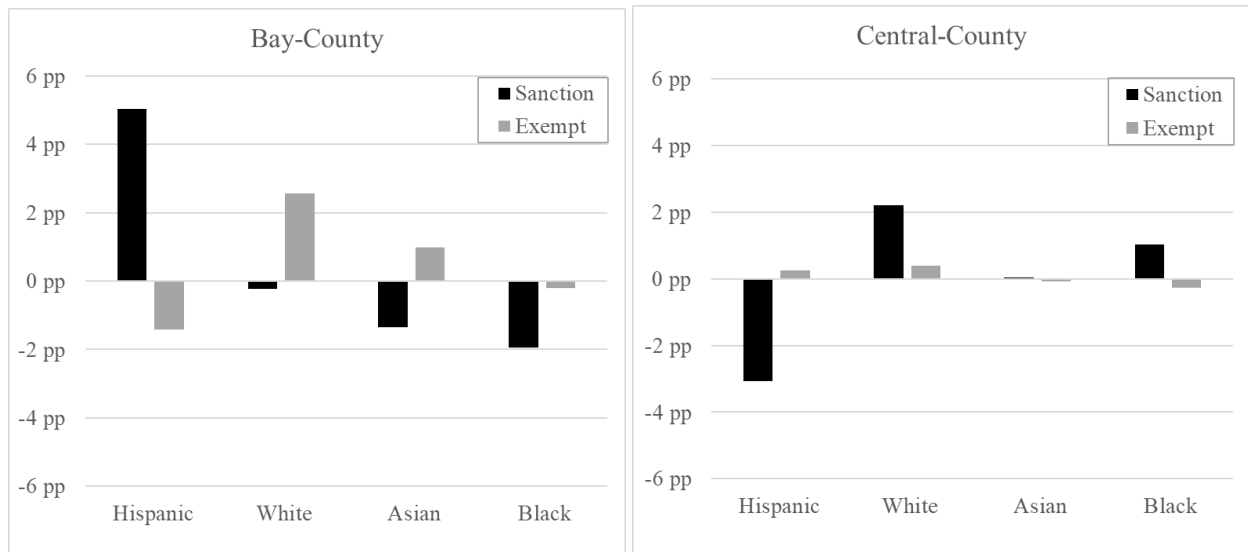 Bay-County
6 pp
4 pp
2 pp
0 pp
-2 pp
-4 pp
-6 pp
Sanction
Exempt
Hispanic White Asian Black
Central-County
6 pp
4 pp
2 pp
0 pp
-2 pp
-4 pp
-6 pp
Sanction
Exempt
Hispanic White Asian Black